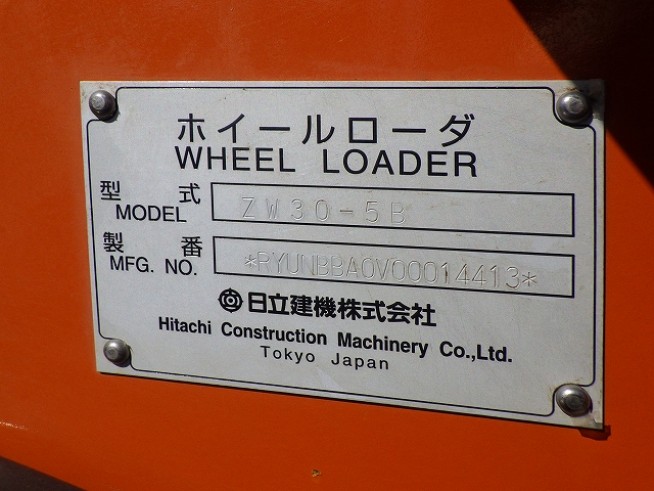 ホイールローダ
WHEEL LOADER
型式 ZW30-5B
MODEL
製番 *RYUNBBA0V00014413*
MFG. NO.
日立建機株式会社
Hitachi Construction Machinery Co.,Ltd.
Tokyo Japan